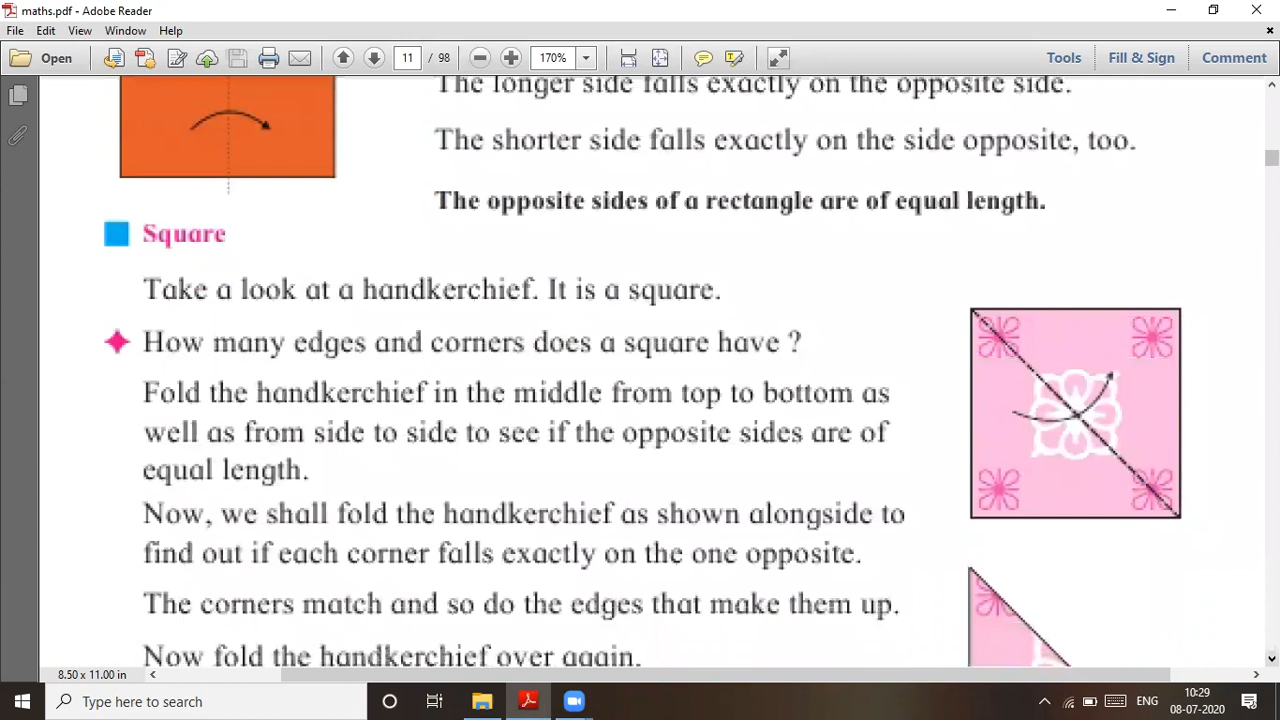 maths.pdf - Adobe Reader
File Edit View Window Help
Open 11 / 98 170% Tools Fill & Sign Comment
The longer side falls exactly on the opposite side.
The shorter side falls exactly on the side opposite, too.
The opposite sides of a rectangle are of equal length.
Square
Take a look at a handkerchief. It is a square.
How many edges and corners does a square have ?
Fold the handkerchief in the middle from top to bottom as
well as from side to side to see if the opposite sides are of
equal length.
Now, we shall fold the handkerchief as shown alongside to
find out if each corner falls exactly on the one opposite.
The corners match and so do the edges that make them up.
Now fold the handkerchief over again.
8.50 x 11.00 in
Type here to search
ENG
10:29
08-07-2020